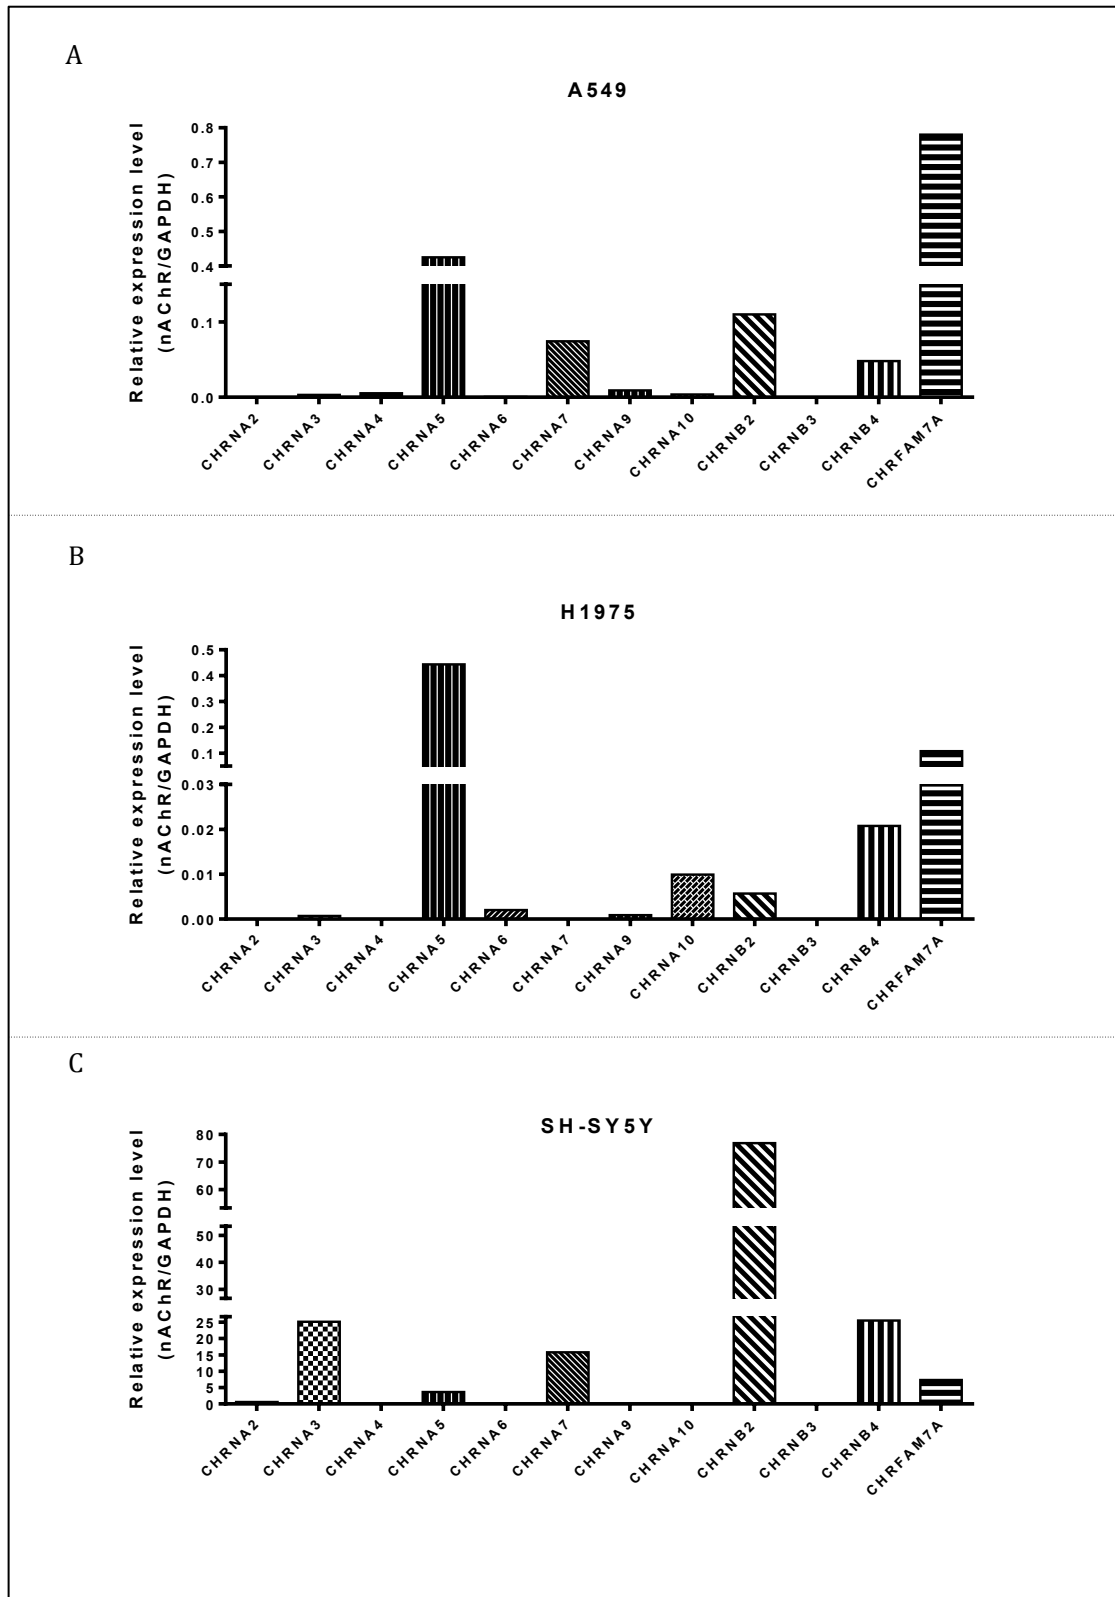 A
A549
Relative expression level
(nAChR/GAPDH)
0.8
0.7
0.6
0.5
0.4
0.1
0.0
CHRNA2
CHRNA3
CHRNA4
CHRNA5
CHRNA6
CHRNA7
CHRNA9
CHRNA10
CHRNB2
CHRNB3
CHRNB4
CHRFAM7A
B
H1975
Relative expression level
(nAChR/GAPDH)
0.5
0.4
0.3
0.2
0.1
0.03
0.02
0.01
0.00
CHRNA2
CHRNA3
CHRNA4
CHRNA5
CHRNA6
CHRNA7
CHRNA9
CHRNA10
CHRNB2
CHRNB3
CHRNB4
CHRFAM7A
C
SH-SY5Y
Relative expression level
(nAChR/GAPDH)
80
70
60
50
40
30
25
20
15
10
5
0
CHRNA2
CHRNA3
CHRNA4
CHRNA5
CHRNA6
CHRNA7
CHRNA9
CHRNA10
CHRNB2
CHRNB3
CHRNB4
CHRFAM7A